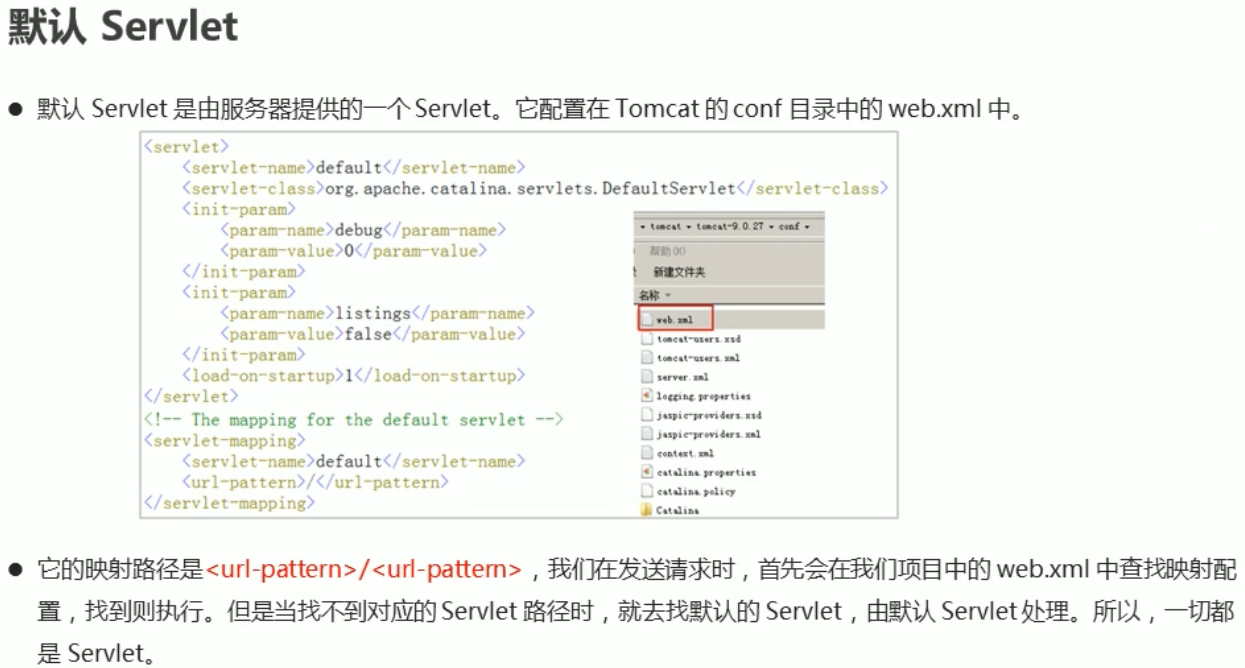 默认 Servlet
● 默认 Servlet 是由服务器提供的一个 Servlet。它配置在 Tomcat 的 conf 目录中的 web.xml 中。
<servlet>
<servlet-name>default</servlet-name>
<servlet-class>org.apache.catalina.servlets.DefaultServlet</servlet-class>
<init-param>
<param-name>debug</param-name>
<param-value>0</param-value>
</init-param>
<init-param>
<param-name>listings</param-name>
<param-value>false</param-value>
</init-param>
<load-on-startup>1</load-on-startup>
</servlet>
<!-- The mapping for the default servlet -->
<servlet-mapping>
<servlet-name>default</servlet-name>
<url-pattern>/</url-pattern>
</servlet-mapping>
tomcat tomcat-9.0.27 conf
帮助(H)
新建文件夹
名称
web.xml
tomcat-users.xsd
tomcat-users.xml
server.xml
logging.properties
jaspic-providers.xsd
jaspic-providers.xml
context.xml
catalina.properties
catalina.policy
Catalina
● 它的映射路径是<url-pattern>/<url-pattern>，我们在发送请求时，首先会在我们项目中的 web.xml 中查找映射配
置，找到则执行。但是当找不到对应的 Servlet 路径时，就去找默认的 Servlet，由默认 Servlet 处理。所以，一切都
是 Servlet。